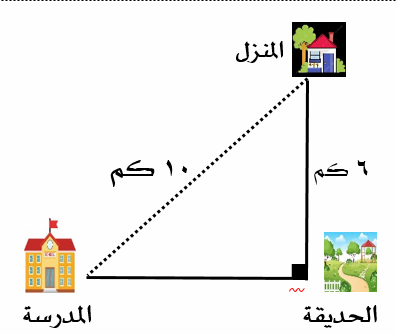 المنزل
١٠ كم
٦ كم
المدرسة
الحديقة